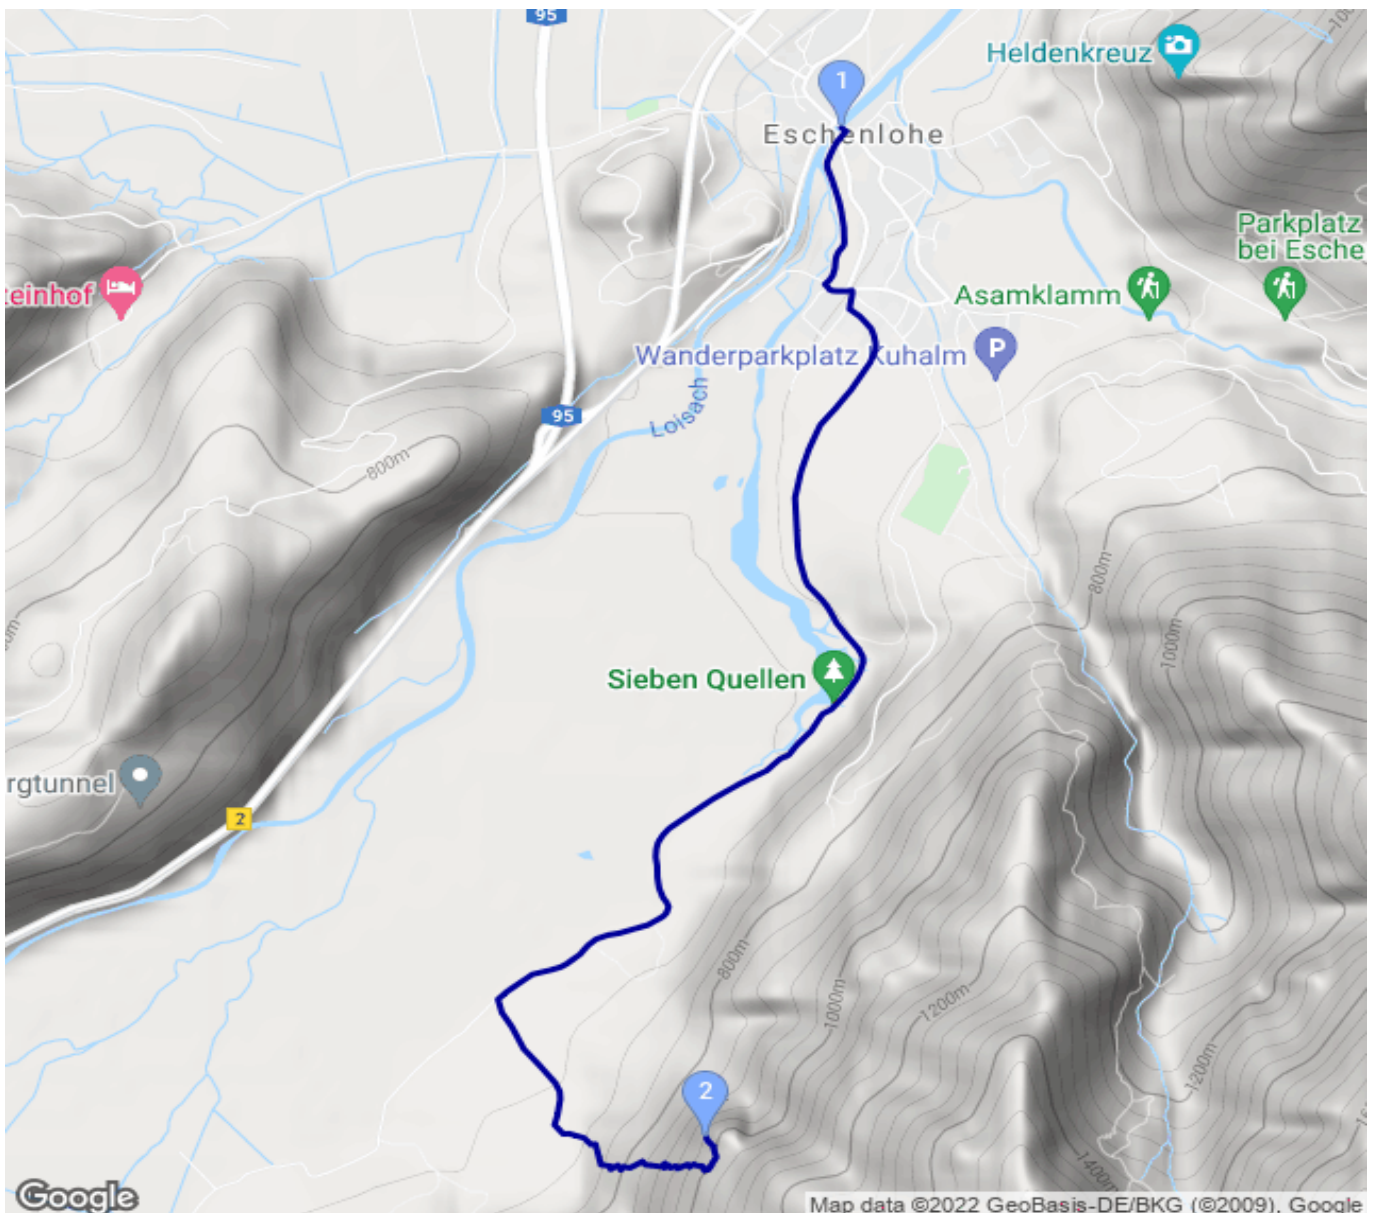 95
Heldenkreuz
1
Eschenlohe
Parkplatz
bei Esche
teinhof
Asamklamm
Wanderparkplatz Kuhalm
P
Loisach
95
800m
800m
1000m
Sieben Quellen
rgtunnel
2
800m
1000m
1200m
2
1200m
1400m
Google
Map data ©2022 GeoBasis-DE/BKG (©2009), Google